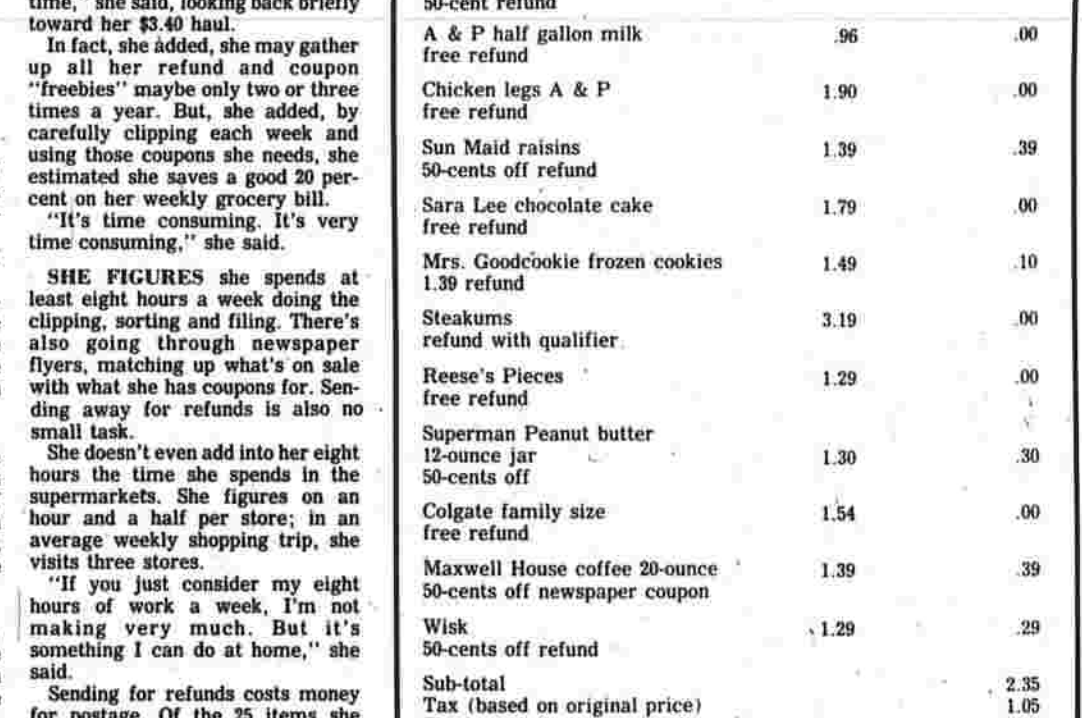 time," she said, looking back briefly
toward her $3.40 haul.
In fact, she added, she may gather
up all her refund and coupon
"freebies" maybe only two or three
times a year. But, she added, by
carefully clipping each week and
using those coupons she needs, she
estimated she saves a good 20 per-
cent on her weekly grocery bill.
"It's time consuming. It's very
time consuming," she said.
SHE FIGURES she spends at
least eight hours a week doing the
clipping, sorting and filing. There's
also going through newspaper
flyers, matching up what's on sale
with what she has coupons for. Sen-
ding away for refunds is also no
small task.
She doesn't even add into her eight
hours the time she spends in the
supermarkets. She figures on an
hour and a half per store; in an
average weekly shopping trip, she
visits three stores.
"If you just consider my eight
hours of work a week, I'm not
making very much. But it's
something I can do at home," she
said.
Sending for refunds costs money
for postage. Of the 25 items she
50-cent refund
A & P half gallon milk .96 .00
free refund
Chicken legs A & P 1.90 .00
free refund
Sun Maid raisins 1.39 .39
50-cents off refund
Sara Lee chocolate cake 1.79 .00
free refund
Mrs. Goodcookie frozen cookies 1.49 .10
1.39 refund
Steakums 3.19 .00
refund with qualifier
Reese's Pieces 1.29 .00
free refund
Superman Peanut butter
12-ounce jar 1.30 .30
50-cents off
Colgate family size 1.54 .00
free refund
Maxwell House coffee 20-ounce 1.39 .39
50-cents off newspaper coupon
Wisk 1.29 .29
50-cents off refund
Sub-total 2.35
Tax (based on original price) 1.05